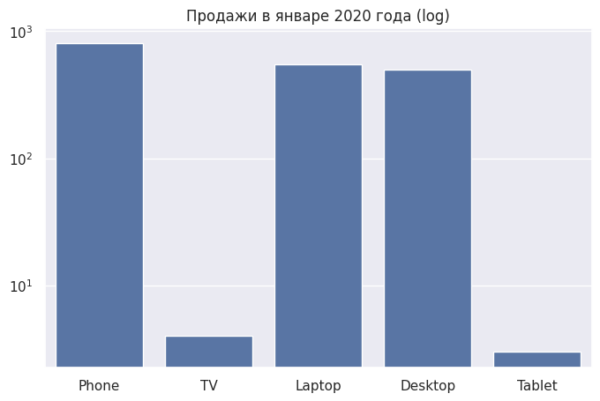 Продажи в январе 2020 года (log)
10³
10²
10¹
Phone TV Laptop Desktop Tablet